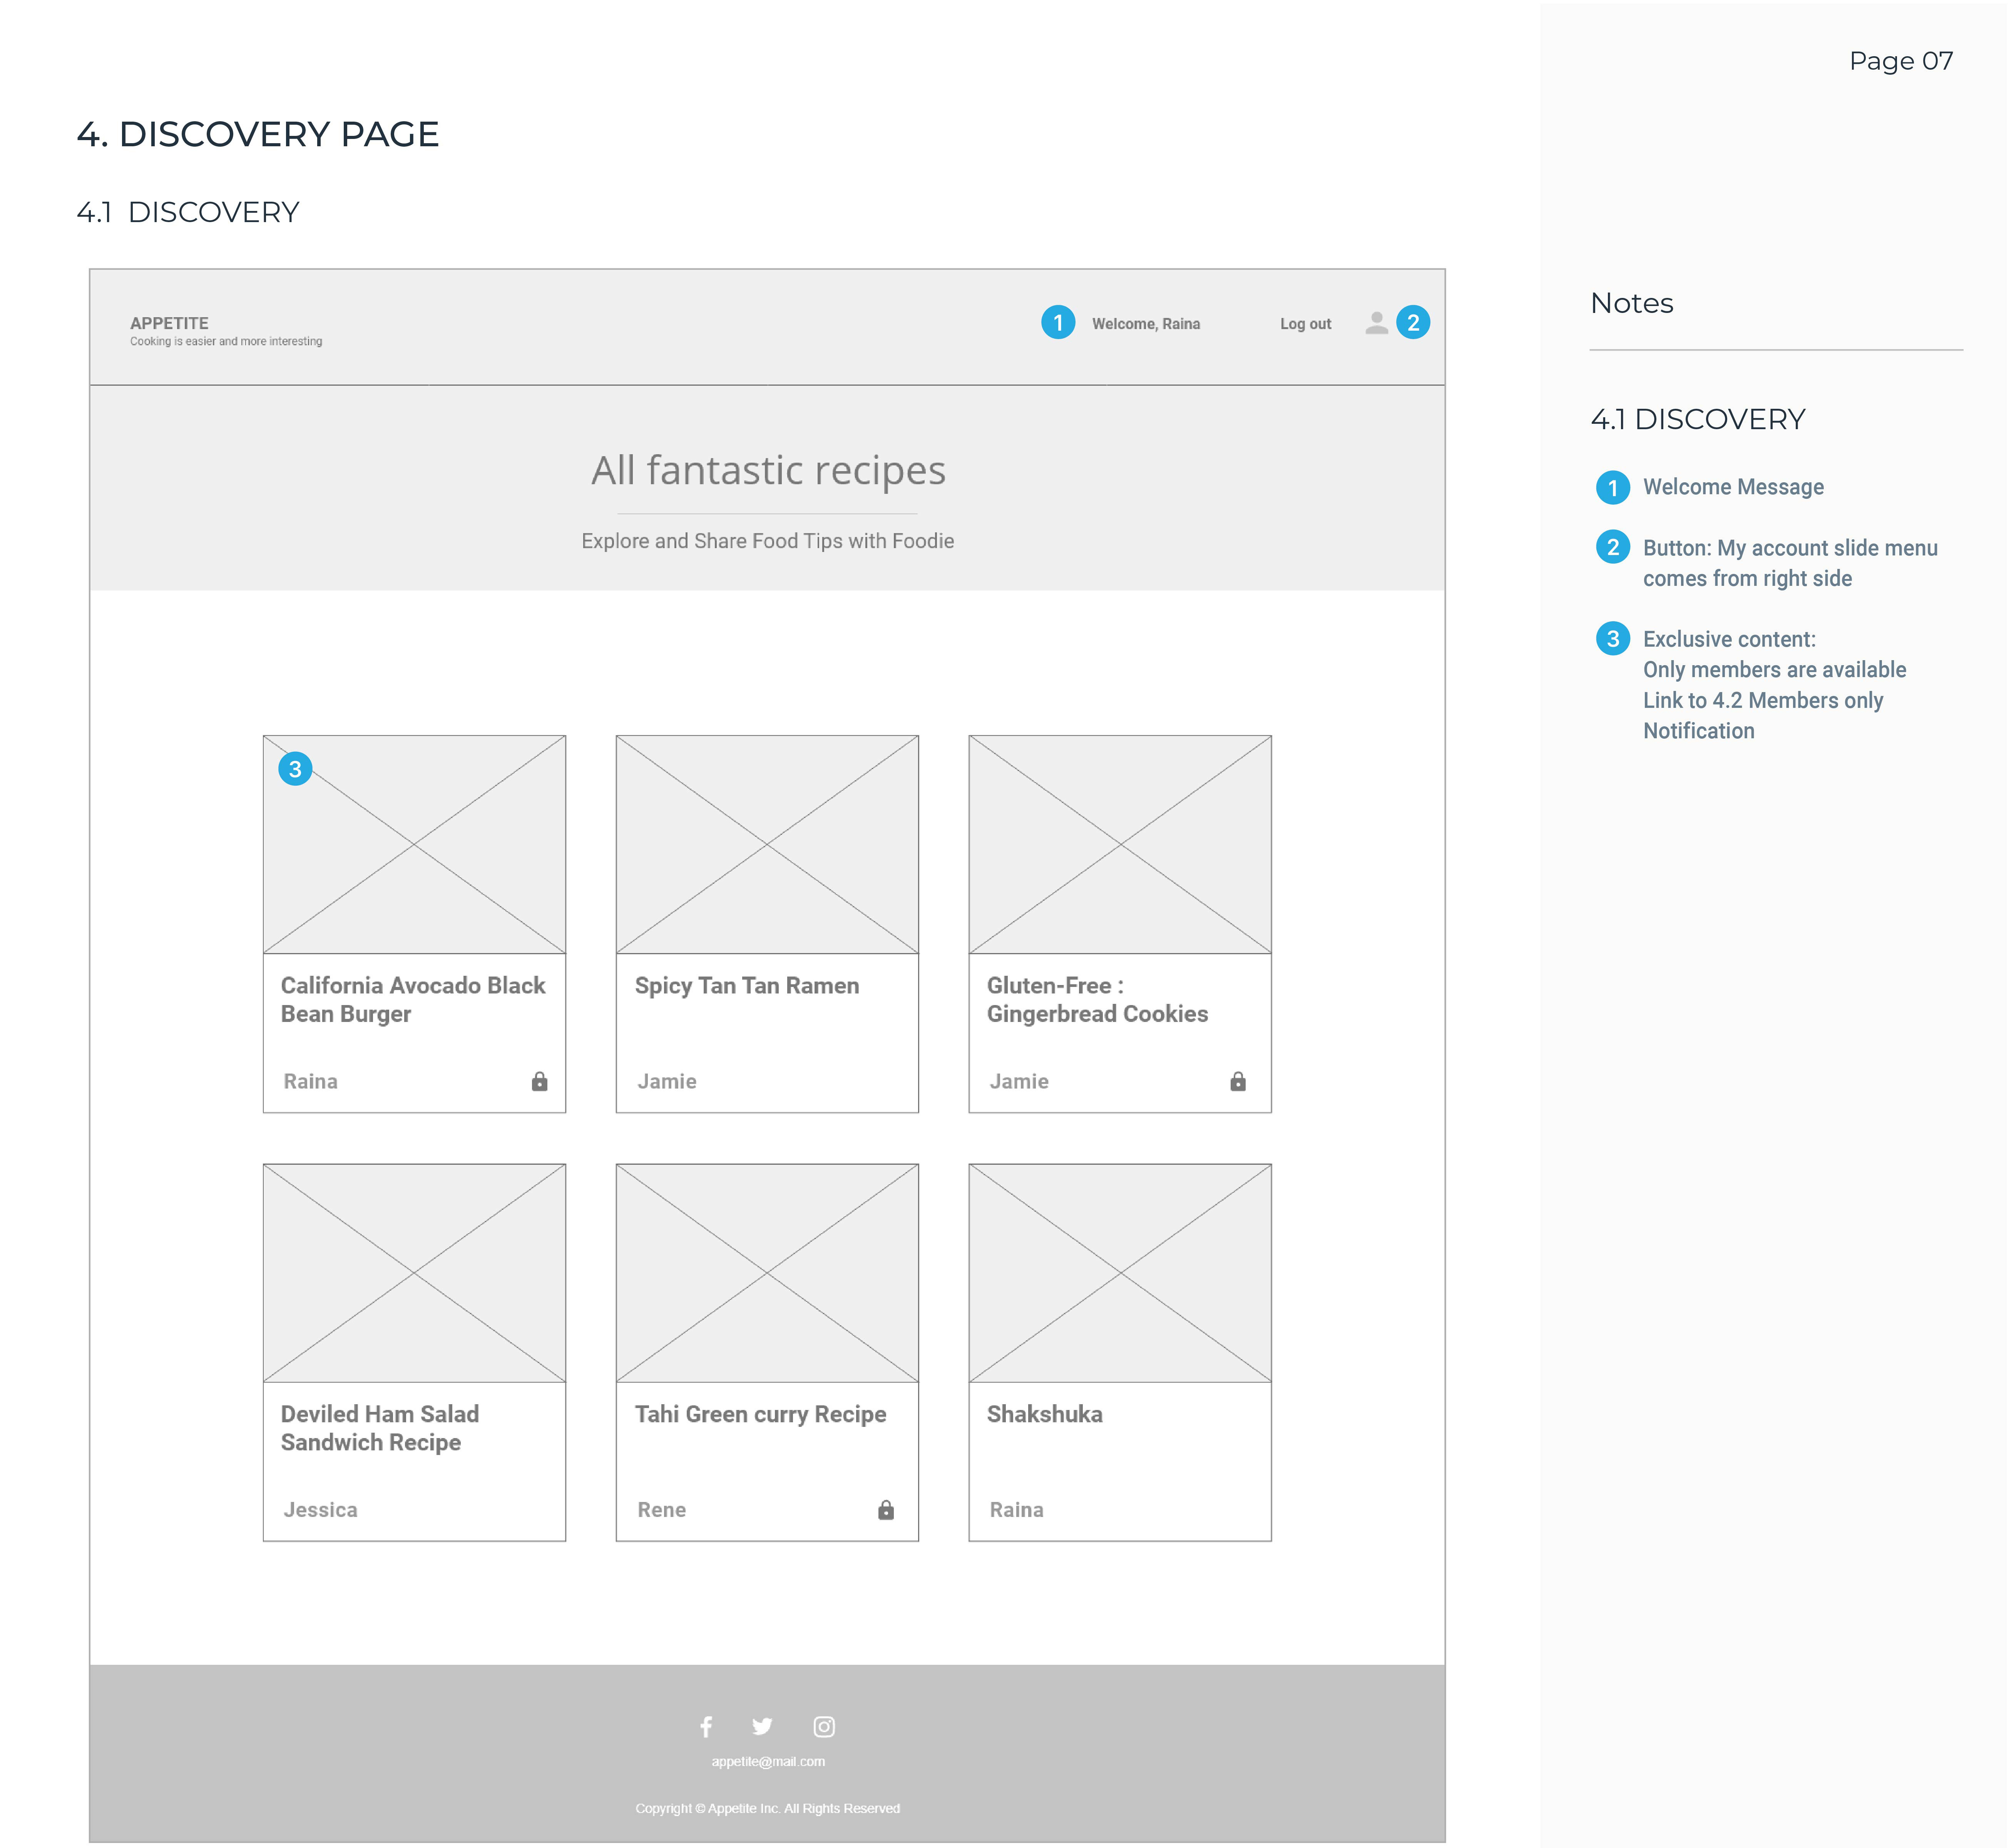 Page 07
4. DISCOVERY PAGE
4.1 DISCOVERY
APPETITE
Cooking is easier and more interesting
1 Welcome, Raina Log out 2
All fantastic recipes
Explore and Share Food Tips with Foodie
3
California Avocado Black
Bean Burger
Raina
Spicy Tan Tan Ramen
Jamie
Gluten-Free :
Gingerbread Cookies
Jamie
Deviled Ham Salad
Sandwich Recipe
Jessica
Tahi Green curry Recipe
Rene
Shakshuka
Raina
appetite@mail.com
Copyright © Appetite Inc. All Rights Reserved
Notes
4.1 DISCOVERY
1 Welcome Message
2 Button: My account slide menu
comes from right side
3 Exclusive content:
Only members are available
Link to 4.2 Members only
Notification